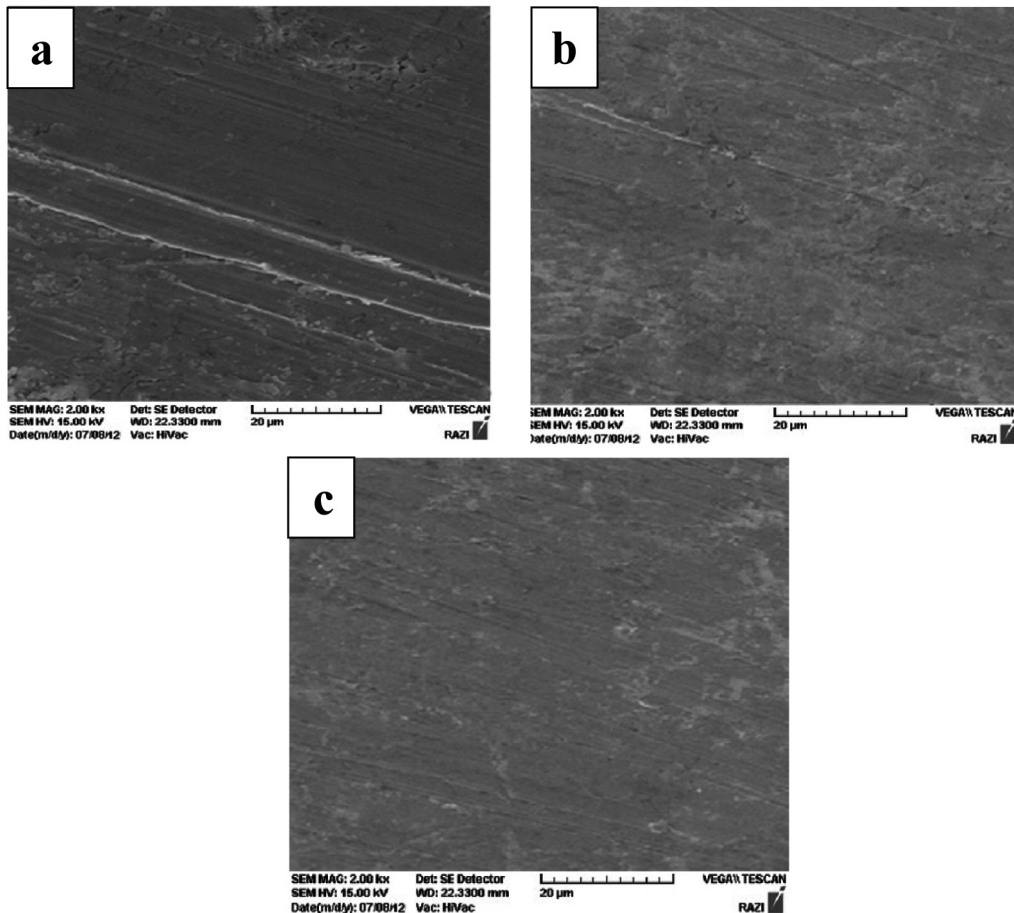 a
b
SEM MAG: 2.00 kx Det: SE Detector
SEM HV: 15.00 kV WD: 22.3300 mm 20 µm VEGA\\ TESCAN
Date(m/d/y): 07/08/12 Vac: HiVac RAZI
SEM MAG: 2.00 kx Det: SE Detector
SEM HV: 15.00 kV WD: 22.3300 mm 20 µm VEGA\\ TESCAN
Date(m/d/y): 07/08/12 Vac: HiVac RAZI
c
SEM MAG: 2.00 kx Det: SE Detector
SEM HV: 15.00 kV WD: 22.3300 mm 20 µm VEGA\\ TESCAN
Date(m/d/y): 07/08/12 Vac: HiVac RAZI